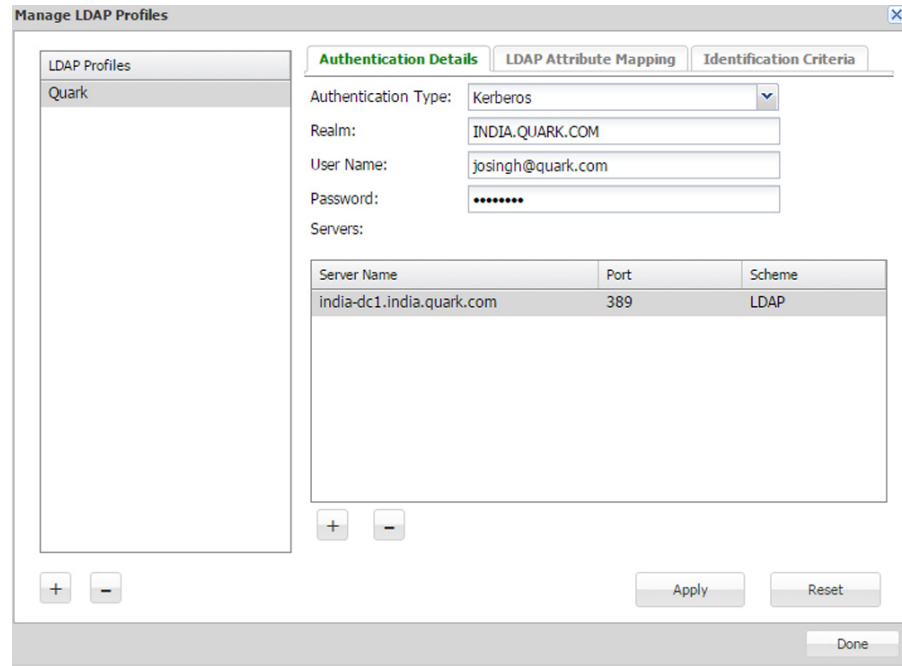 Manage LDAP Profiles
LDAP Profiles
Quark
Authentication Details LDAP Attribute Mapping Identification Criteria
Authentication Type: Kerberos
Realm: INDIA.QUARK.COM
User Name: josingh@quark.com
Password: ••••••••
Servers:
Server Name Port Scheme
india-dc1.india.quark.com 389 LDAP
+ -
+ - Apply Reset
Done